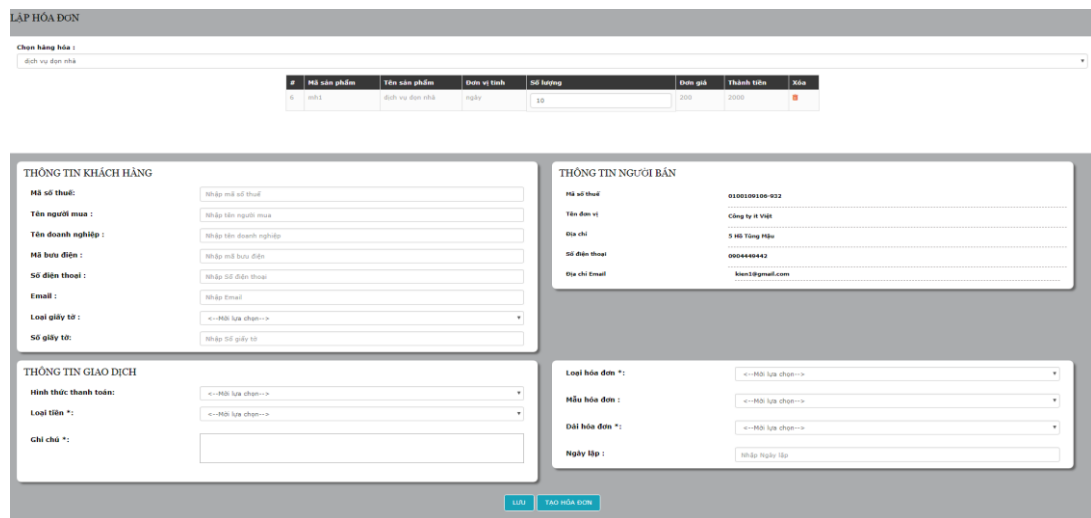 LẬP HÓA ĐƠN
Chọn hàng hóa :
dịch vụ dọn nhà
# Mã sản phẩm Tên sản phẩm Đơn vị tính Số lượng Đơn giá Thành tiền Xóa
6 mh1 dịch vụ dọn nhà ngày 10 200 2000
THÔNG TIN KHÁCH HÀNG
Mã số thuế: Nhập mã số thuế
Tên người mua : Nhập tên người mua
Tên doanh nghiệp : Nhập tên doanh nghiệp
Mã bưu điện : Nhập mã bưu điện
Số điện thoại : Nhập Số điện thoại
Email : Nhập Email
Loại giấy tờ : <--Mời lựa chọn-->
Số giấy tờ: Nhập Số giấy tờ
THÔNG TIN NGƯỜI BÁN
Mã số thuế 0100109106-932
Tên đơn vị Công ty it Việt
Địa chỉ 5 Hồ Tùng Mậu
Số điện thoại 0904449442
Địa chỉ Email kien1@gmail.com
THÔNG TIN GIAO DỊCH
Hình thức thanh toán: <--Mời lựa chọn-->
Loại tiền *: <--Mời lựa chọn-->
Ghi chú *:
Loại hóa đơn *: <--Mời lựa chọn-->
Mẫu hóa đơn : <--Mời lựa chọn-->
Dải hóa đơn *: <--Mời lựa chọn-->
Ngày lập : Nhập Ngày lập
LƯU TẠO HÓA ĐƠN